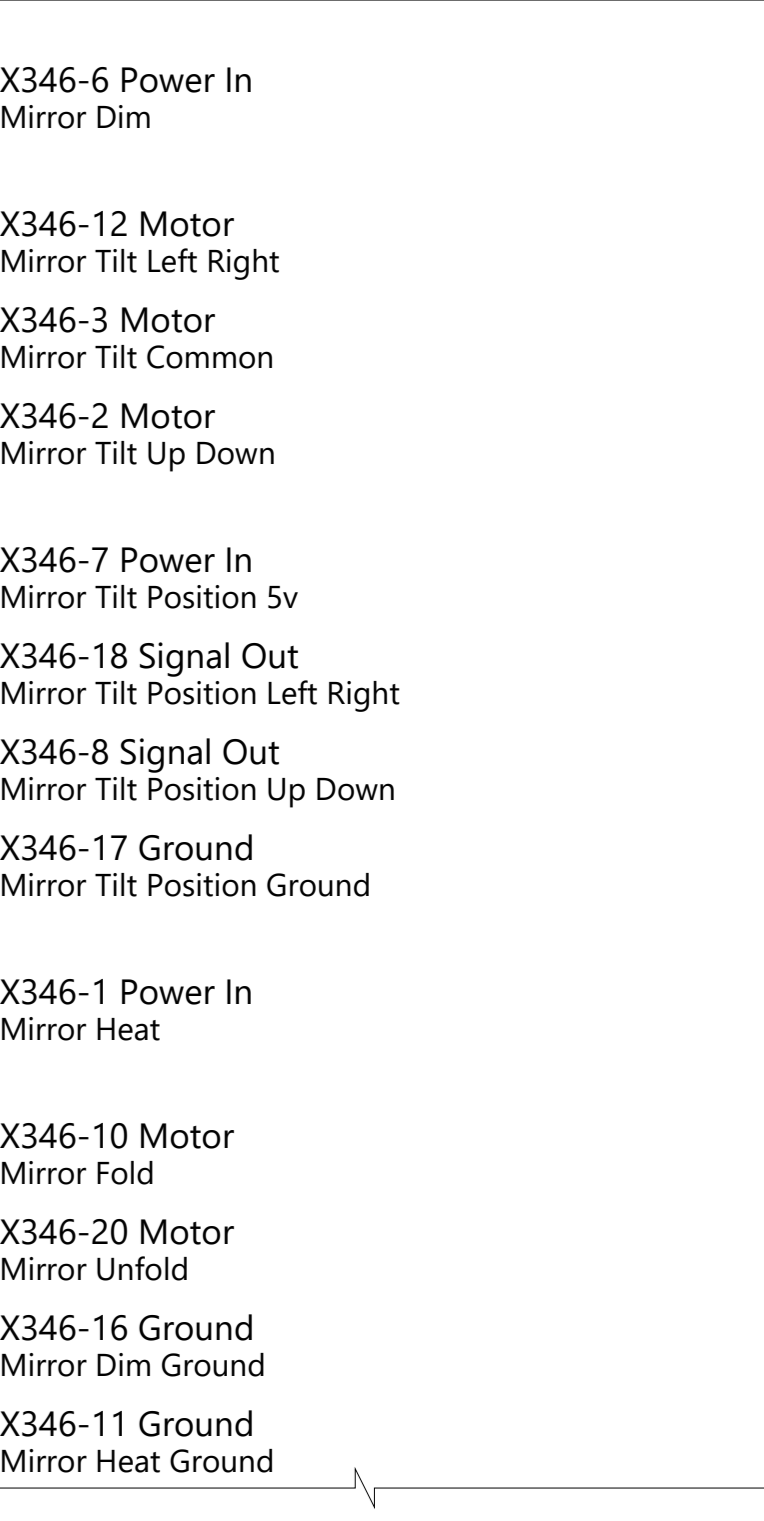 X346-6 Power In
Mirror Dim
X346-12 Motor
Mirror Tilt Left Right
X346-3 Motor
Mirror Tilt Common
X346-2 Motor
Mirror Tilt Up Down
X346-7 Power In
Mirror Tilt Position 5v
X346-18 Signal Out
Mirror Tilt Position Left Right
X346-8 Signal Out
Mirror Tilt Position Up Down
X346-17 Ground
Mirror Tilt Position Ground
X346-1 Power In
Mirror Heat
X346-10 Motor
Mirror Fold
X346-20 Motor
Mirror Unfold
X346-16 Ground
Mirror Dim Ground
X346-11 Ground
Mirror Heat Ground